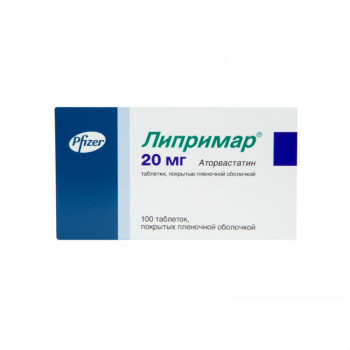 Pfizer
Липримар®
20 мг Аторвастатин
таблетки, покрытые пленочной оболочкой
100 таблеток,
покрытых пленочной оболочкой